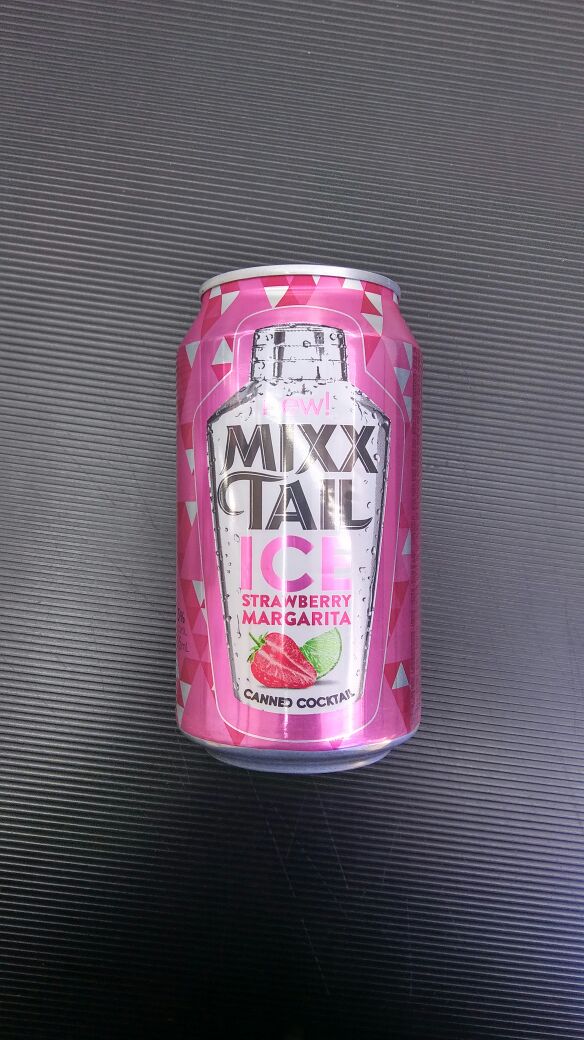 new!
MIXX
TAIL
ICE
STRAWBERRY
MARGARITA
CANNED COCKTAIL